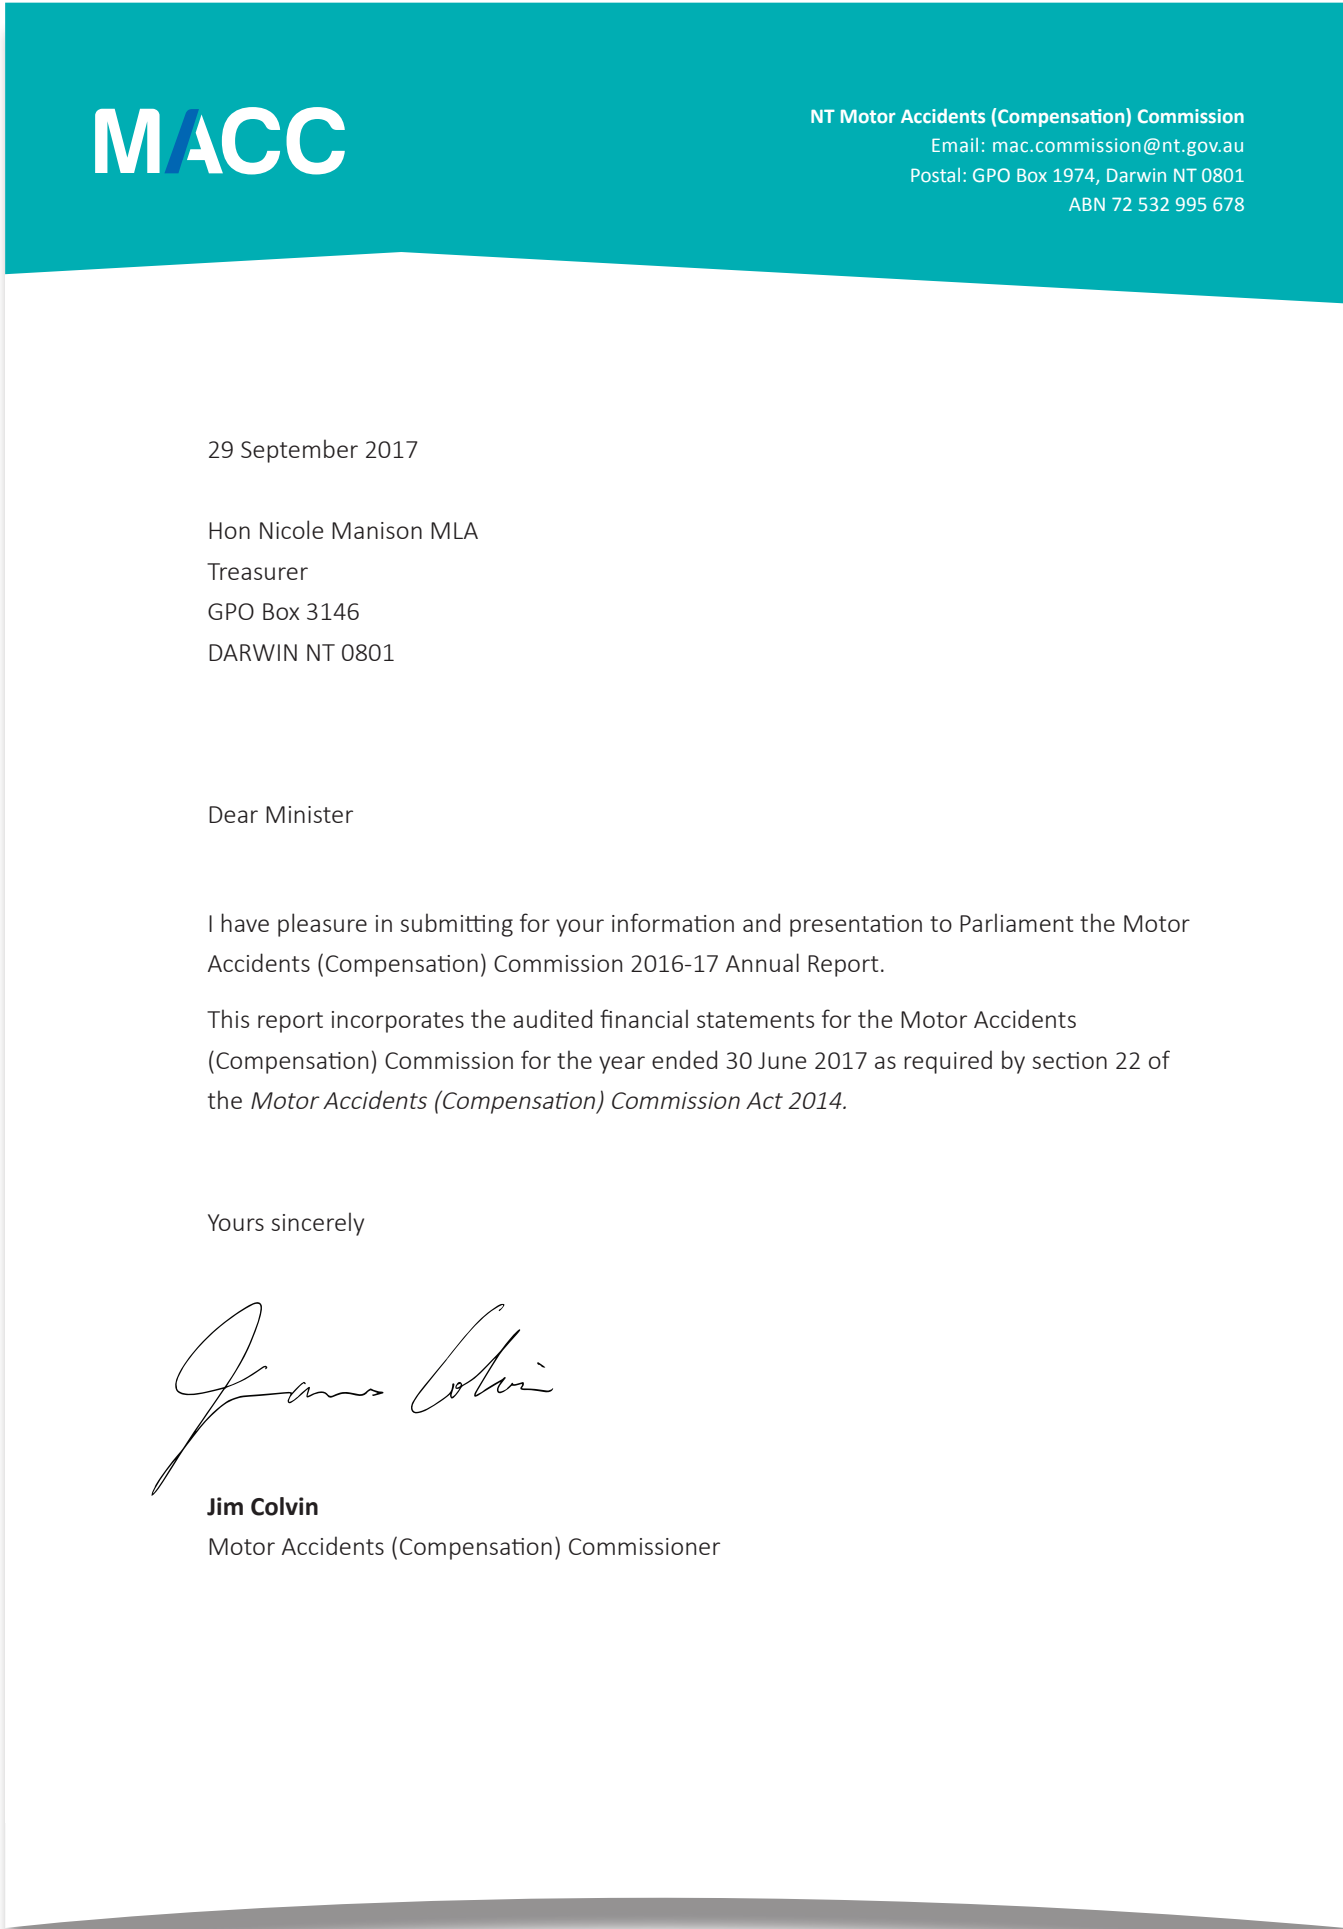 MACC
NT Motor Accidents (Compensation) Commission
Email: mac.commission@nt.gov.au
Postal: GPO Box 1974, Darwin NT 0801
ABN 72 532 995 678
29 September 2017
Hon Nicole Manison MLA
Treasurer
GPO Box 3146
DARWIN NT 0801
Dear Minister
I have pleasure in submitting for your information and presentation to Parliament the Motor
Accidents (Compensation) Commission 2016-17 Annual Report.
This report incorporates the audited financial statements for the Motor Accidents
(Compensation) Commission for the year ended 30 June 2017 as required by section 22 of
the Motor Accidents (Compensation) Commission Act 2014.
Yours sincerely
James Colvin
Jim Colvin
Motor Accidents (Compensation) Commissioner